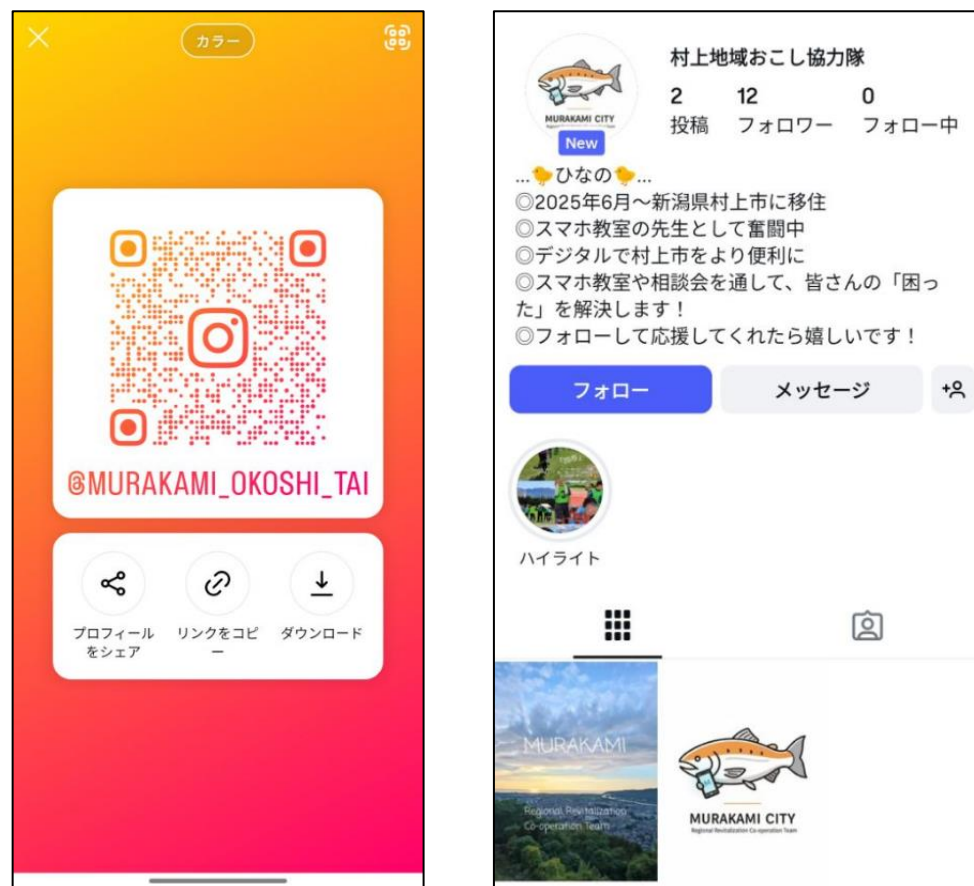 カラー
@MURAKAMI_OKOSHI_TAI
プロフィール
をシェア
リンクをコピ
ー
ダウンロード
村上地域おこし協力隊
2
12
0
投稿
フォロワー
フォロー中
MURAKAMI CITY
New
...🐤ひなの🐤...
◎2025年6月～新潟県村上市に移住
◎スマホ教室の先生として奮闘中
◎デジタルで村上市をより便利に
◎スマホ教室や相談会を通して、皆さんの「困っ
た」を解決します！
◎フォローして応援してくれたら嬉しいです！
フォロー
メッセージ
ハイライト
MURAKAMI
Regional Revitalization
Co-operation Team
MURAKAMI CITY
Regional Revitalization Co-operation Team